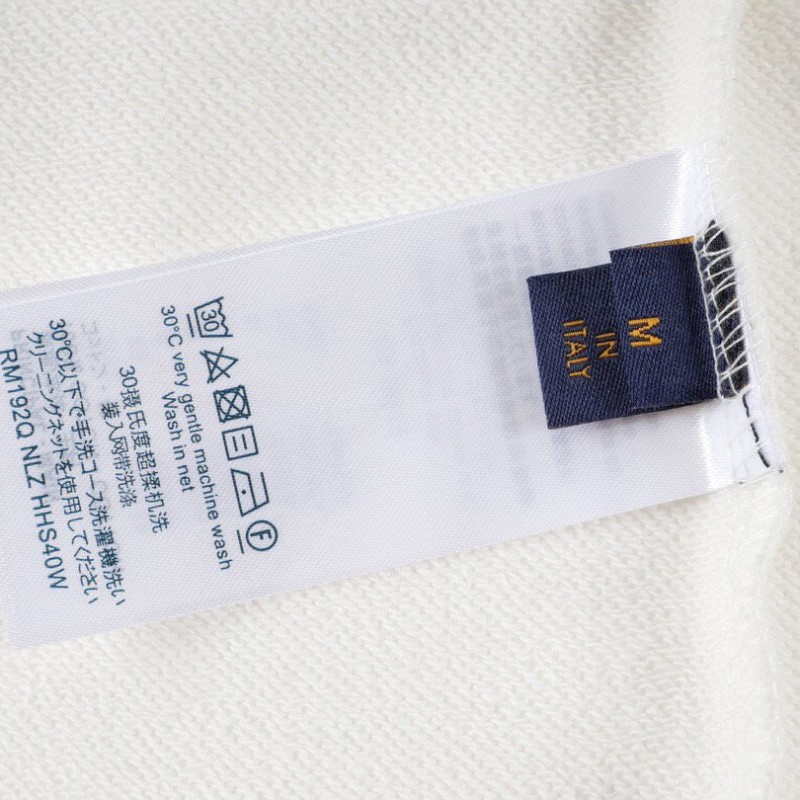 M
IN
ITALY
30
F
30°C very gentle machine wash
Wash in net
30摄氏度超揉机洗
装入网带洗涤
30℃以下で手洗コース洗濯機洗い
クリーニングネットを使用してください
RM192Q NLZ HHS40W